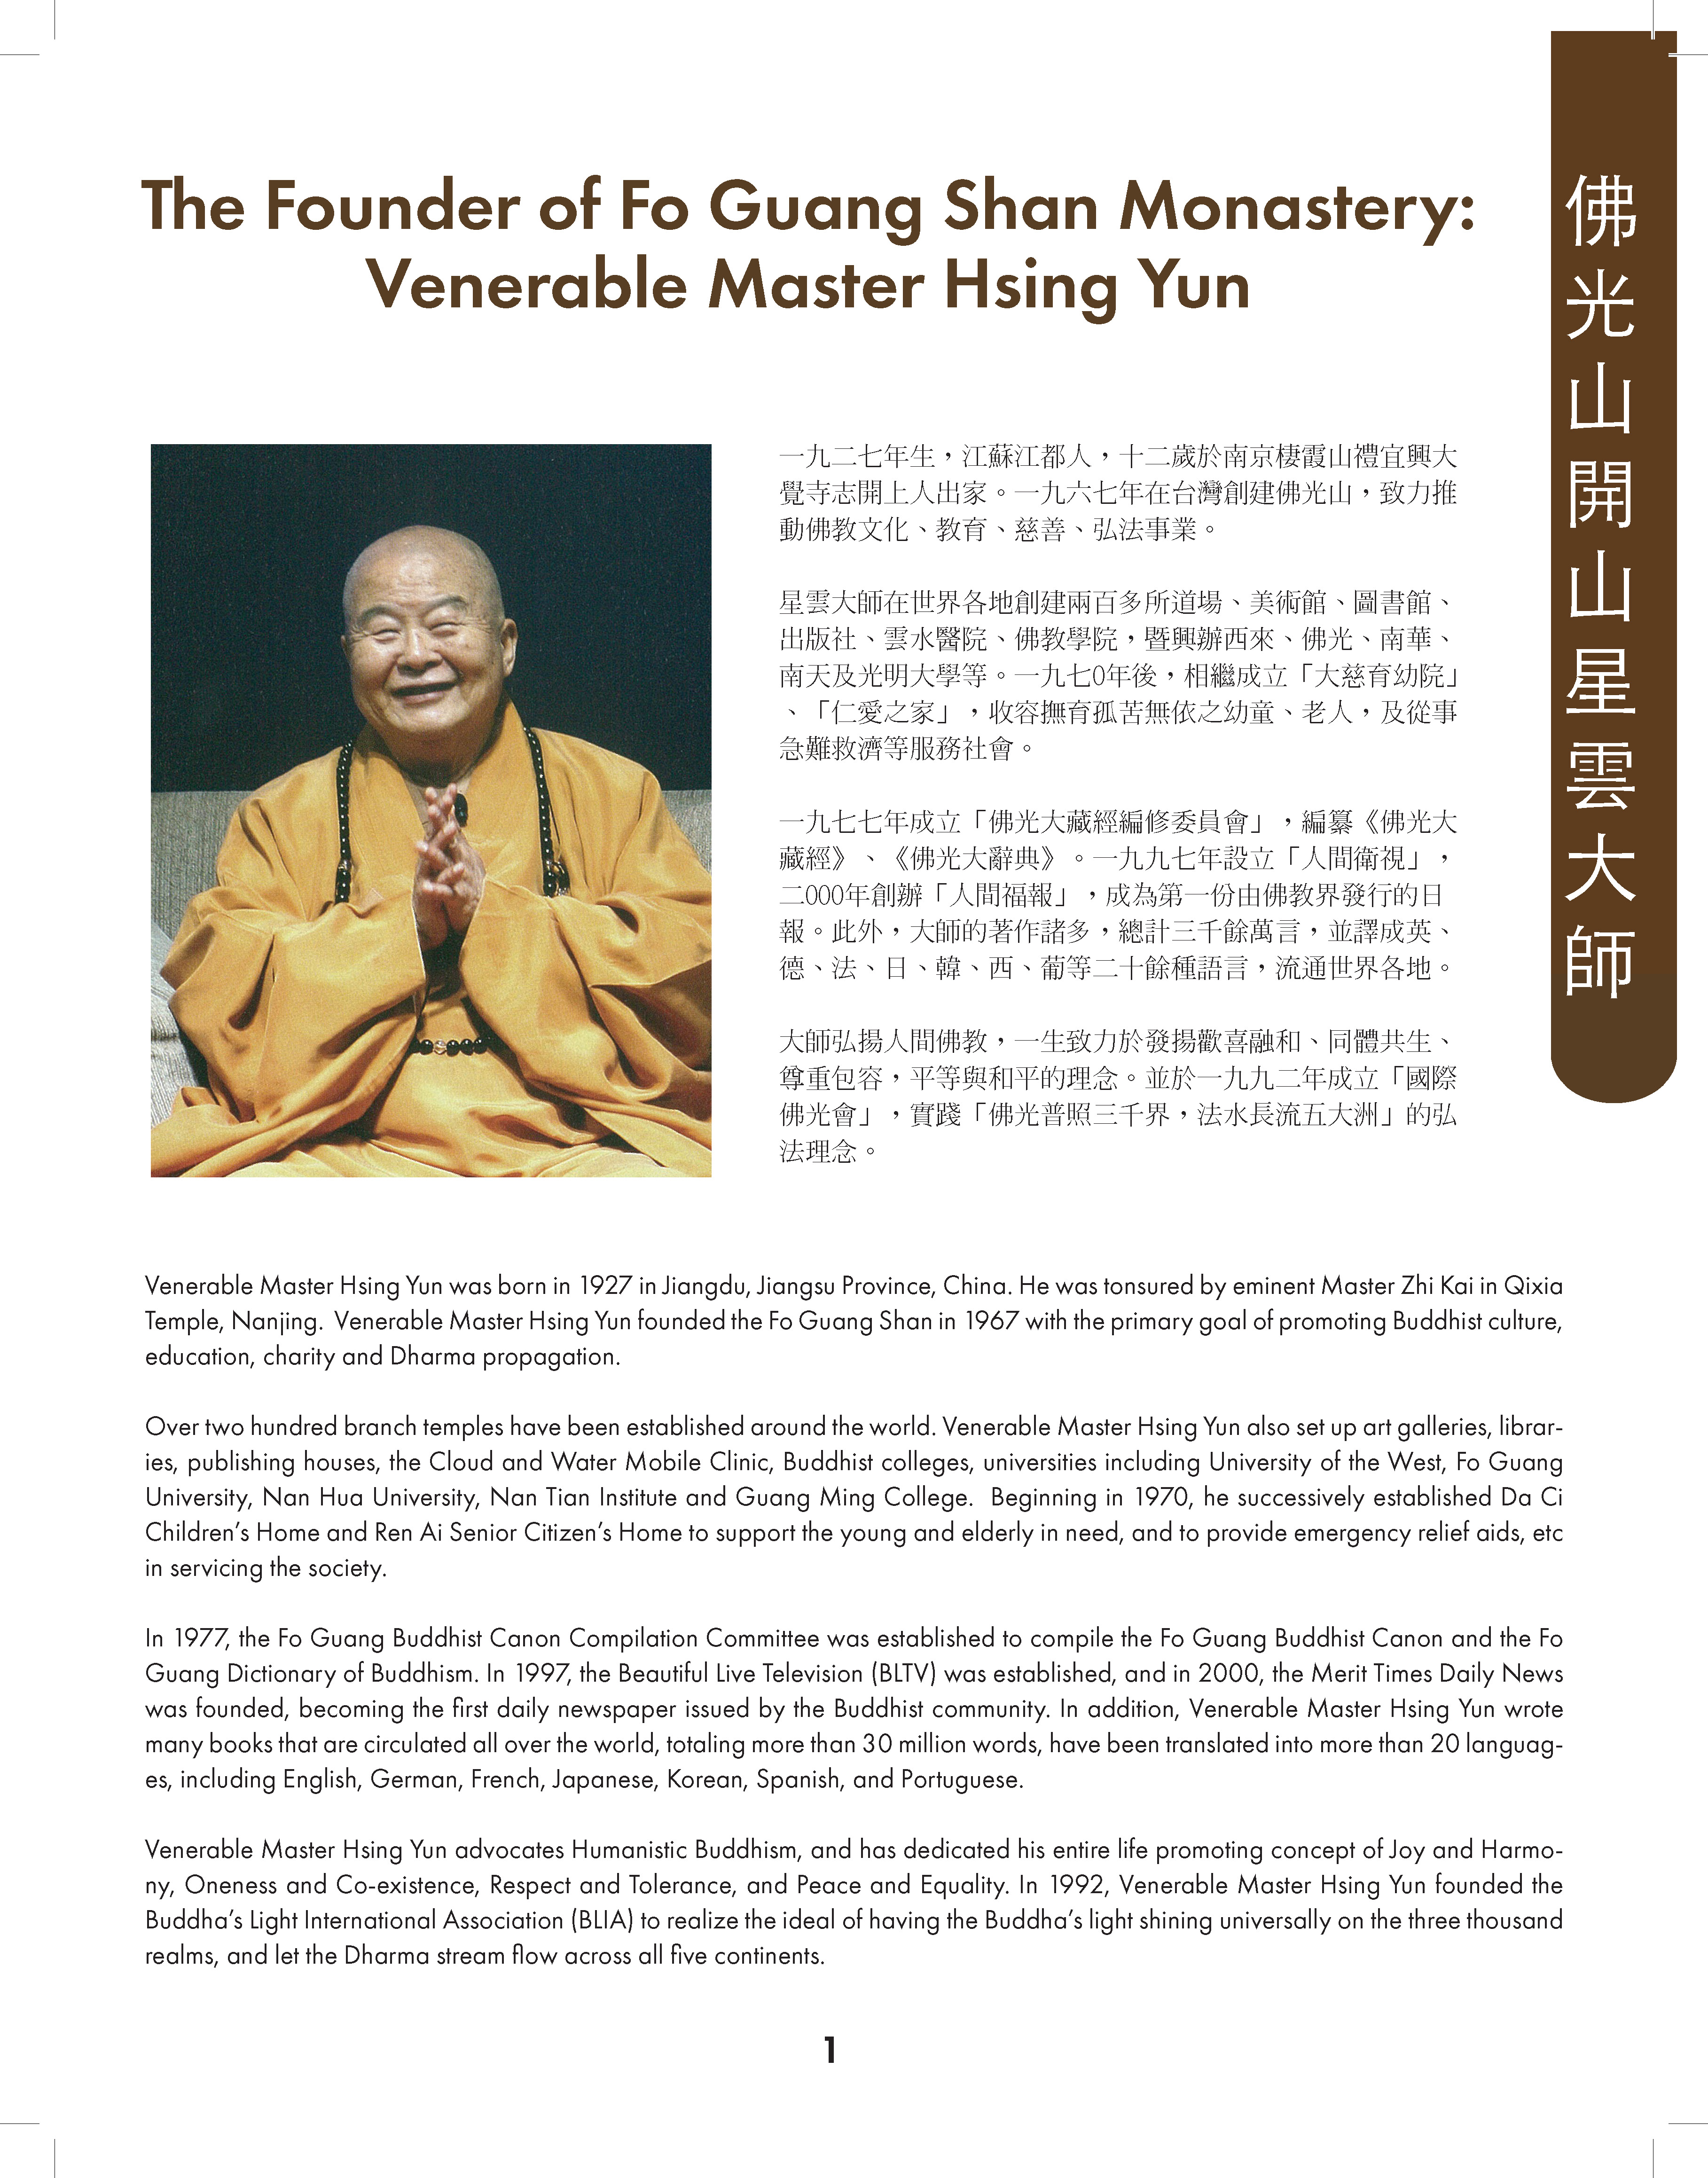 The Founder of Fo Guang Shan Monastery:
Venerable Master Hsing Yun
佛光山開山星雲大師
一九二七年生，江蘇江都人，十二歲於南京棲霞山禮宜興大
覺寺志開上人出家。一九六七年在台灣創建佛光山，致力推
動佛教文化、教育、慈善、弘法事業。
星雲大師在世界各地創建兩百多所道場、美術館、圖書館、
出版社、雲水醫院、佛教學院，暨興辦西來、佛光、南華、
南天及光明大學等。一九七0年後，相繼成立「大慈育幼院」
、「仁愛之家」，收容撫育孤苦無依之幼童、老人，及從事
急難救濟等服務社會。
一九七七年成立「佛光大藏經編修委員會」，編纂《佛光大
藏經》、《佛光大辭典》。一九九七年設立「人間衛視」，
二000年創辦「人間福報」，成為第一份由佛教界發行的日
報。此外，大師的著作諸多，總計三千餘萬言，並譯成英、
德、法、日、韓、西、葡等二十餘種語言，流通世界各地。
大師弘揚人間佛教，一生致力於發揚歡喜融和、同體共生、
尊重包容，平等與和平的理念。並於一九九二年成立「國際
佛光會」，實踐「佛光普照三千界，法水長流五大洲」的弘
法理念。
Venerable Master Hsing Yun was born in 1927 in Jiangdu, Jiangsu Province, China. He was tonsured by eminent Master Zhi Kai in Qixia
Temple, Nanjing. Venerable Master Hsing Yun founded the Fo Guang Shan in 1967 with the primary goal of promoting Buddhist culture,
education, charity and Dharma propagation.
Over two hundred branch temples have been established around the world. Venerable Master Hsing Yun also set up art galleries, librar-
ies, publishing houses, the Cloud and Water Mobile Clinic, Buddhist colleges, universities including University of the West, Fo Guang
University, Nan Hua University, Nan Tian Institute and Guang Ming College. Beginning in 1970, he successively established Da Ci
Children's Home and Ren Ai Senior Citizen's Home to support the young and elderly in need, and to provide emergency relief aids, etc
in servicing the society.
In 1977, the Fo Guang Buddhist Canon Compilation Committee was established to compile the Fo Guang Buddhist Canon and the Fo
Guang Dictionary of Buddhism. In 1997, the Beautiful Live Television (BLTV) was established, and in 2000, the Merit Times Daily News
was founded, becoming the first daily newspaper issued by the Buddhist community. In addition, Venerable Master Hsing Yun wrote
many books that are circulated all over the world, totaling more than 30 million words, have been translated into more than 20 languag-
es, including English, German, French, Japanese, Korean, Spanish, and Portuguese.
Venerable Master Hsing Yun advocates Humanistic Buddhism, and has dedicated his entire life promoting concept of Joy and Harmo-
ny, Oneness and Co-existence, Respect and Tolerance, and Peace and Equality. In 1992, Venerable Master Hsing Yun founded the
Buddha's Light International Association (BLIA) to realize the ideal of having the Buddha's light shining universally on the three thousand
realms, and let the Dharma stream flow across all five continents.
1